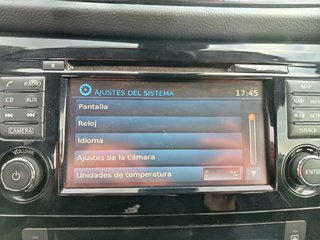 AJUSTES DEL SISTEMA 17:45
Pantalla
Reloj
Idioma
Ajustes de la cámara
Unidades de temperatura °C
RADIO
CD AUX
CAMERA
VOLUME
MAP
BACK
ENTER